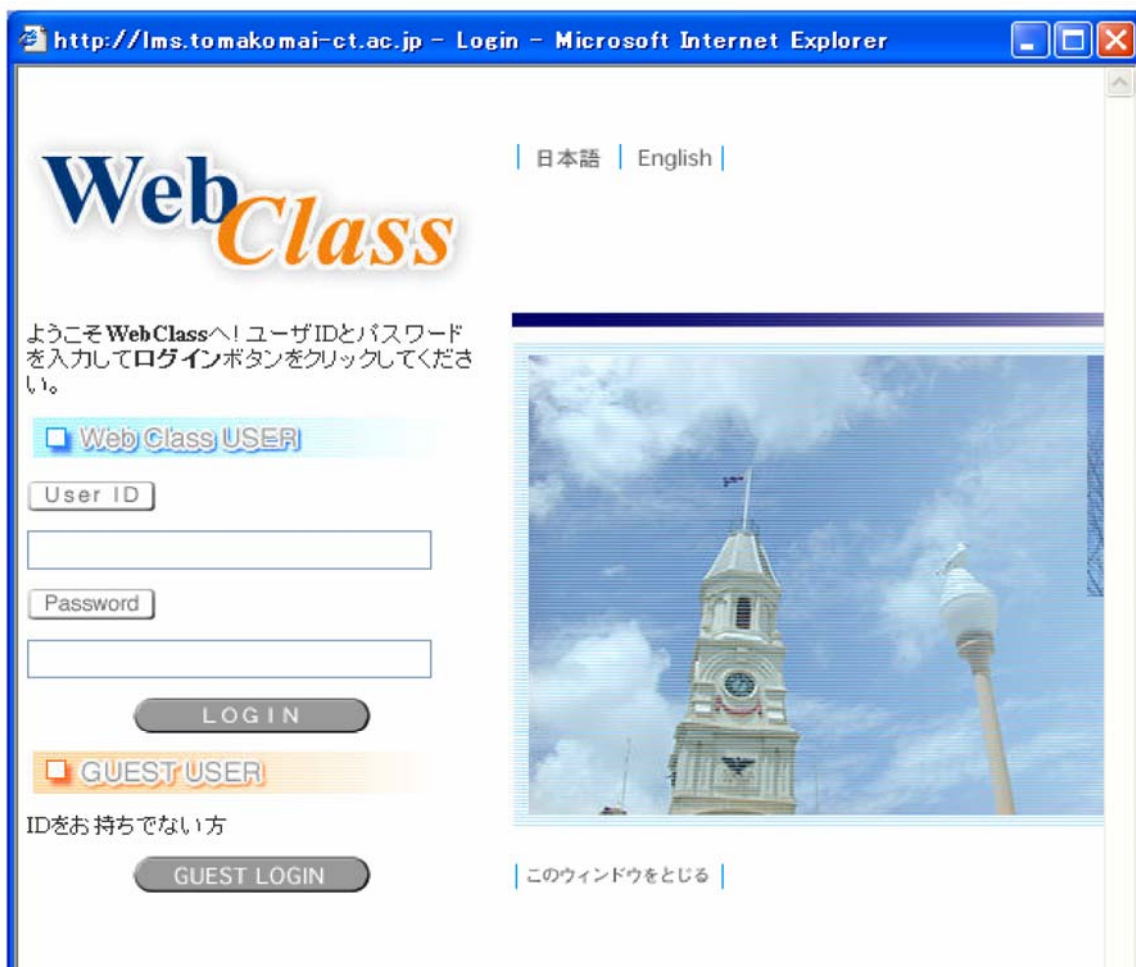 http://lms.tomakomai-ct.ac.jp - Login - Microsoft Internet Explorer
WebClass
日本語 English
ようこそWebClassへ! ユーザIDとパスワード
を入力してログインボタンをクリックしてくださ
い。
Web Class USER
User ID
Password
LOGIN
GUEST USER
IDをお持ちでない方
GUEST LOGIN
このウィンドウをとじる